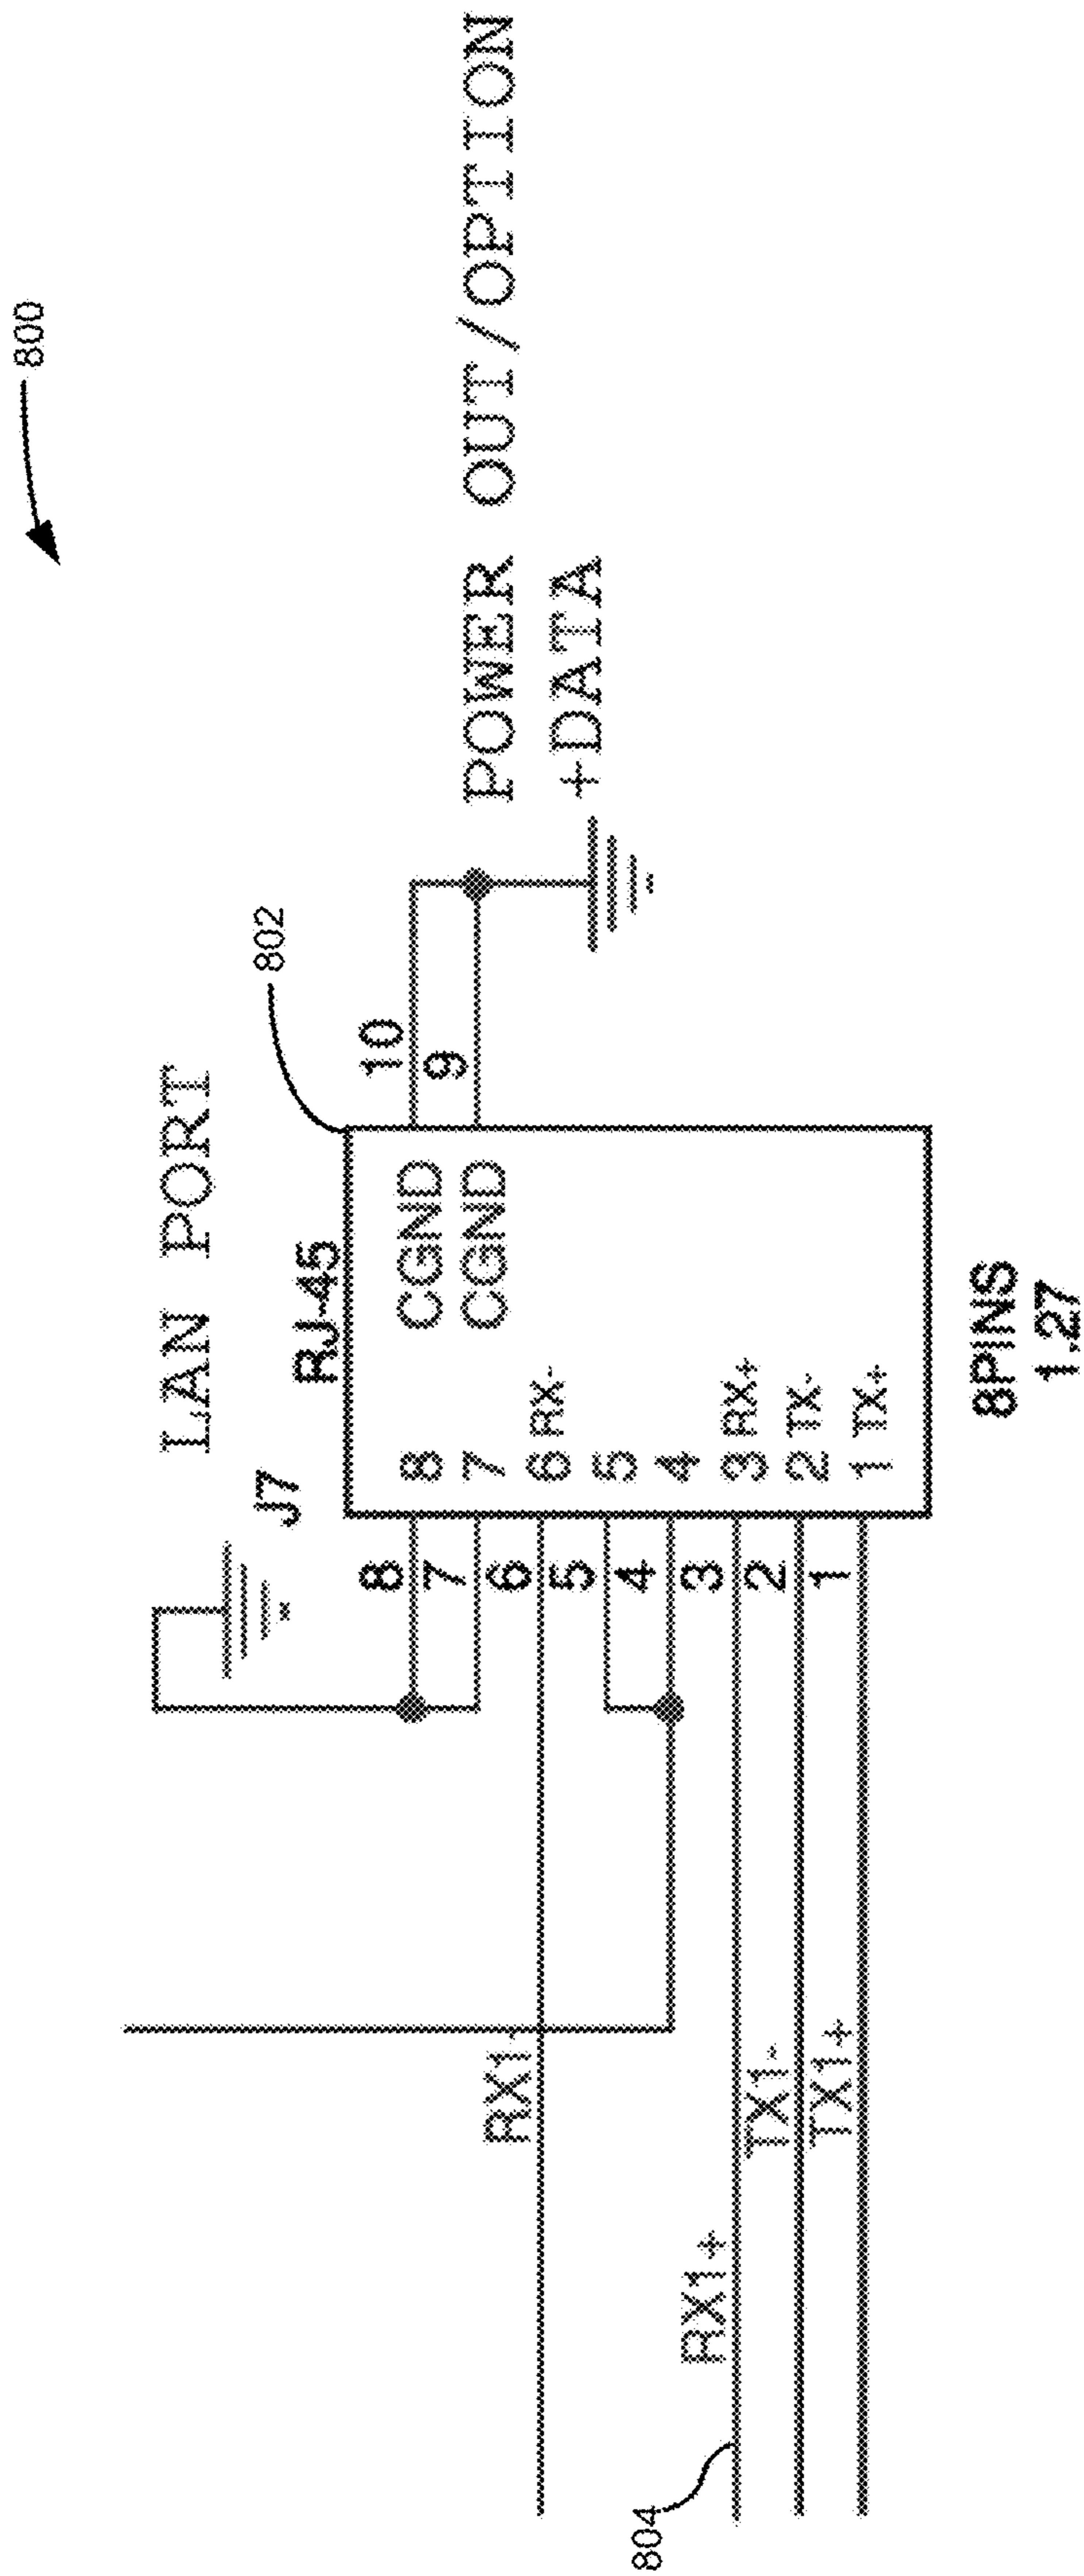 800
LAN PORT
J7
RJ-45
802
8
8
CGND
10
7
7
CGND
9
POWER OUT/OPTION
+DATA
RX1-
6
6 RX-
5
5
4
4
804
RX1+
3
3 RX+
TX1-
2
2 TX-
TX1+
1
1 TX+
8PINS
1.27